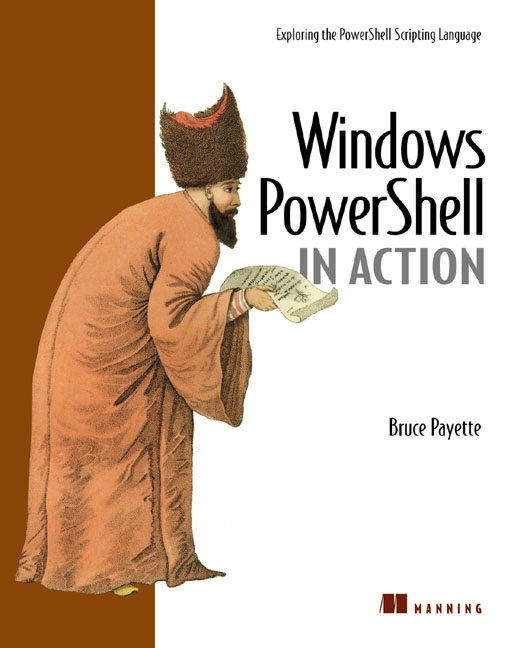 Exploring the PowerShell Scripting Language
Windows
PowerShell
IN ACTION
Bruce Payette
MANNING